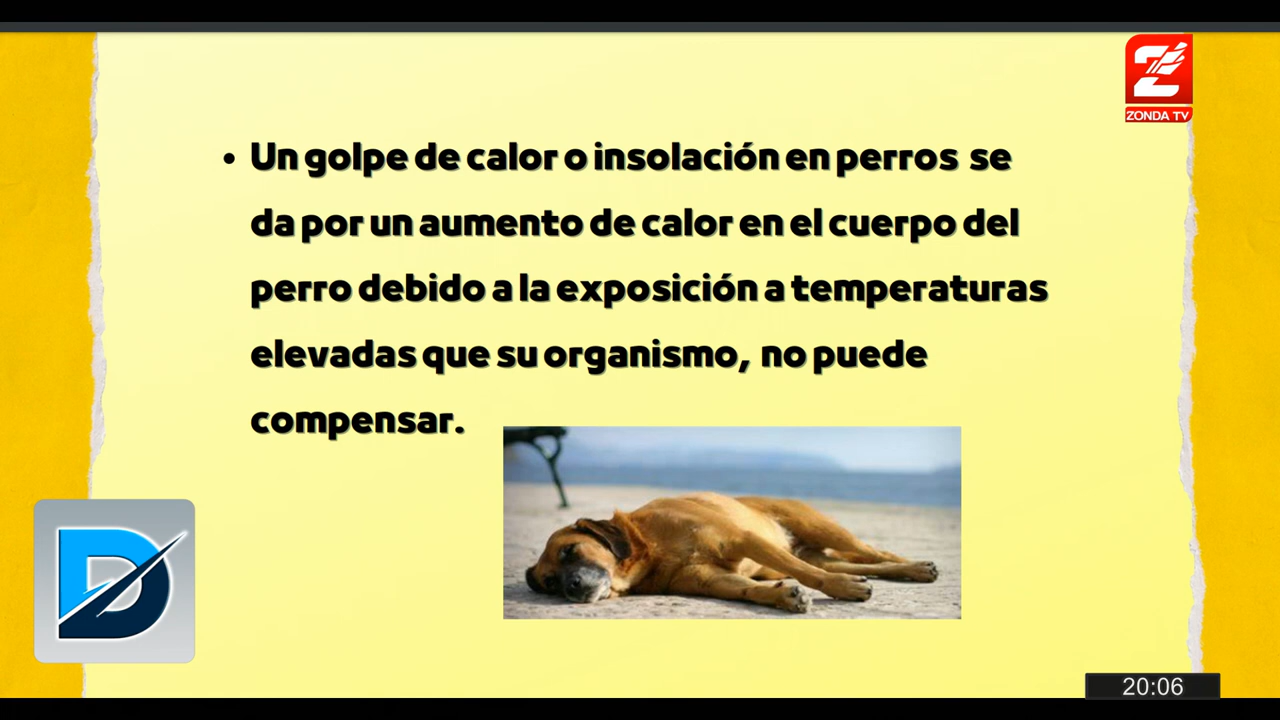 ZONDA TV
• Un golpe de calor o insolación en perros se
da por un aumento de calor en el cuerpo del
perro debido a la exposición a temperaturas
elevadas que su organismo, no puede
compensar.
D
20:06